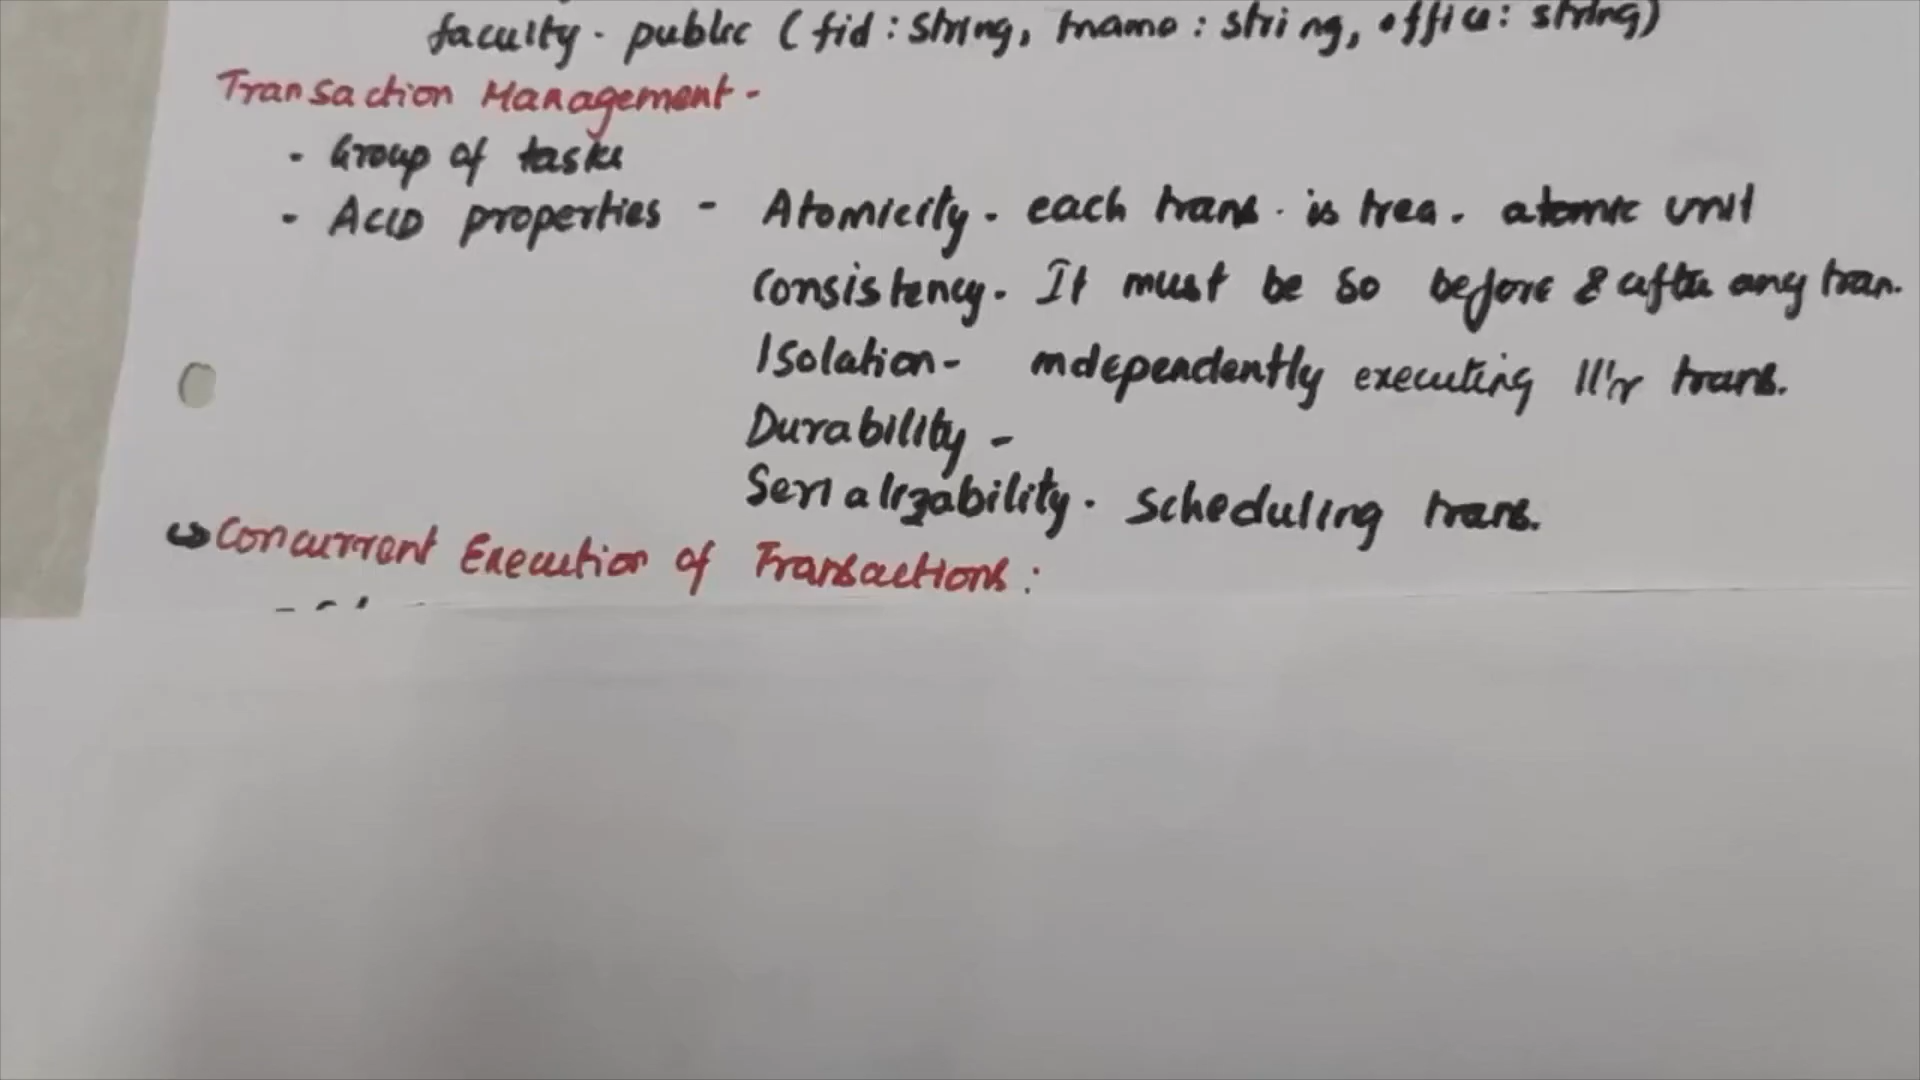 faculty - public (fid : string, fname : string, office : string)
Transaction Management -
- Group of tasks
- ACID properties - Atomicity - each trans. is trea. atomic unit
Consistency - It must be so before & after any tran.
Isolation - independently executing ||'r trans.
Durability -
Serializability - Scheduling trans.
↪ Concurrent Execution of Transactions :